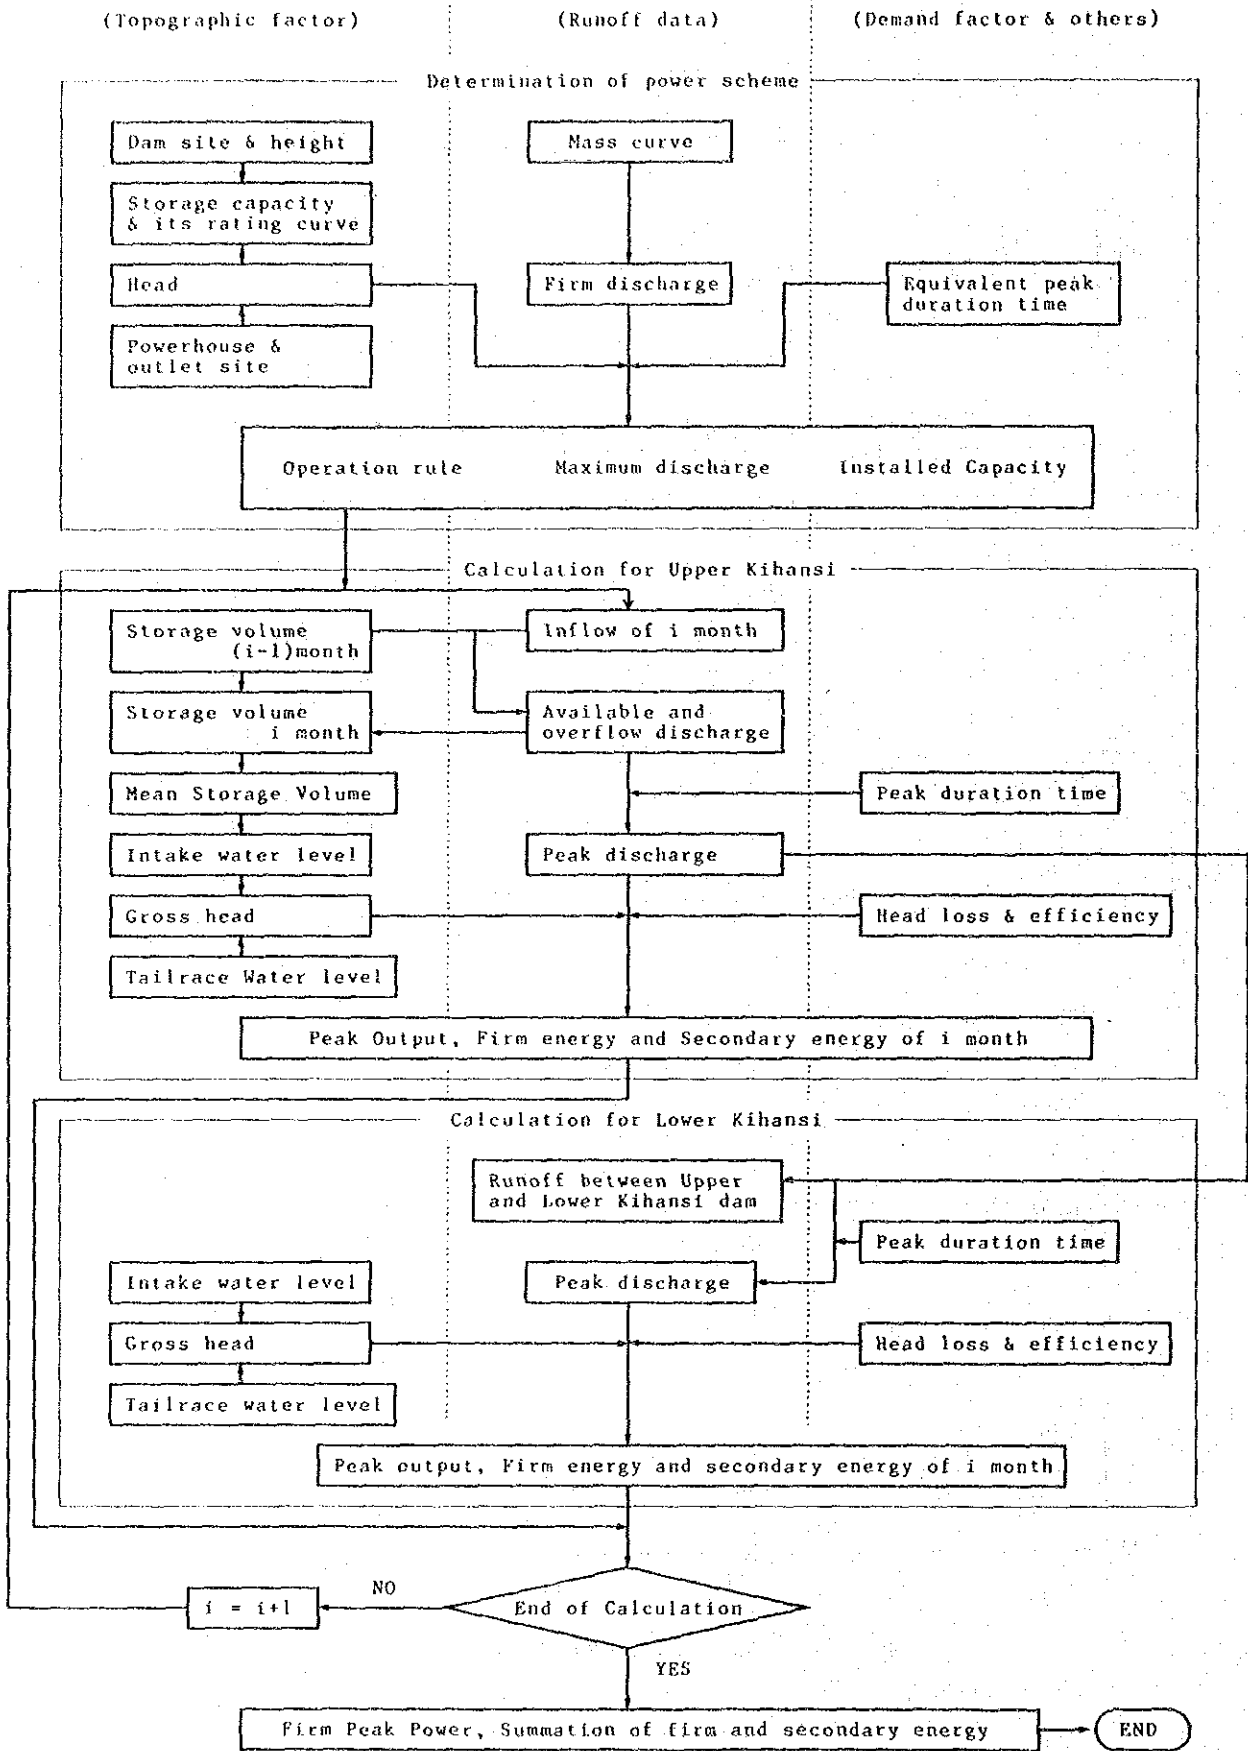 (Topographic factor)
(Runoff data)
(Demand factor & others)
Determination of power scheme
Dam site & height
Mass curve
Storage capacity
& its rating curve
Head
Firm discharge
Equivalent peak
duration time
Powerhouse &
outlet site
Operation rule
Maximum discharge
Installed Capacity
Calculation for Upper Kihansi
Storage volume
(i-1)month
Inflow of i month
Storage volume
i month
Available and
overflow discharge
Mean Storage Volume
Peak duration time
Intake water level
Peak discharge
Gross head
Head loss & efficiency
Tailrace Water level
Peak Output, Firm energy and Secondary energy of i month
Calculation for Lower Kihansi
Runoff between Upper
and Lower Kihansi dam
Peak duration time
Intake water level
Peak discharge
Gross head
Head loss & efficiency
Tailrace water level
Peak output, Firm energy and secondary energy of i month
NO
i = i+1
End of Calculation
YES
Firm Peak Power, Summation of firm and secondary energy
END